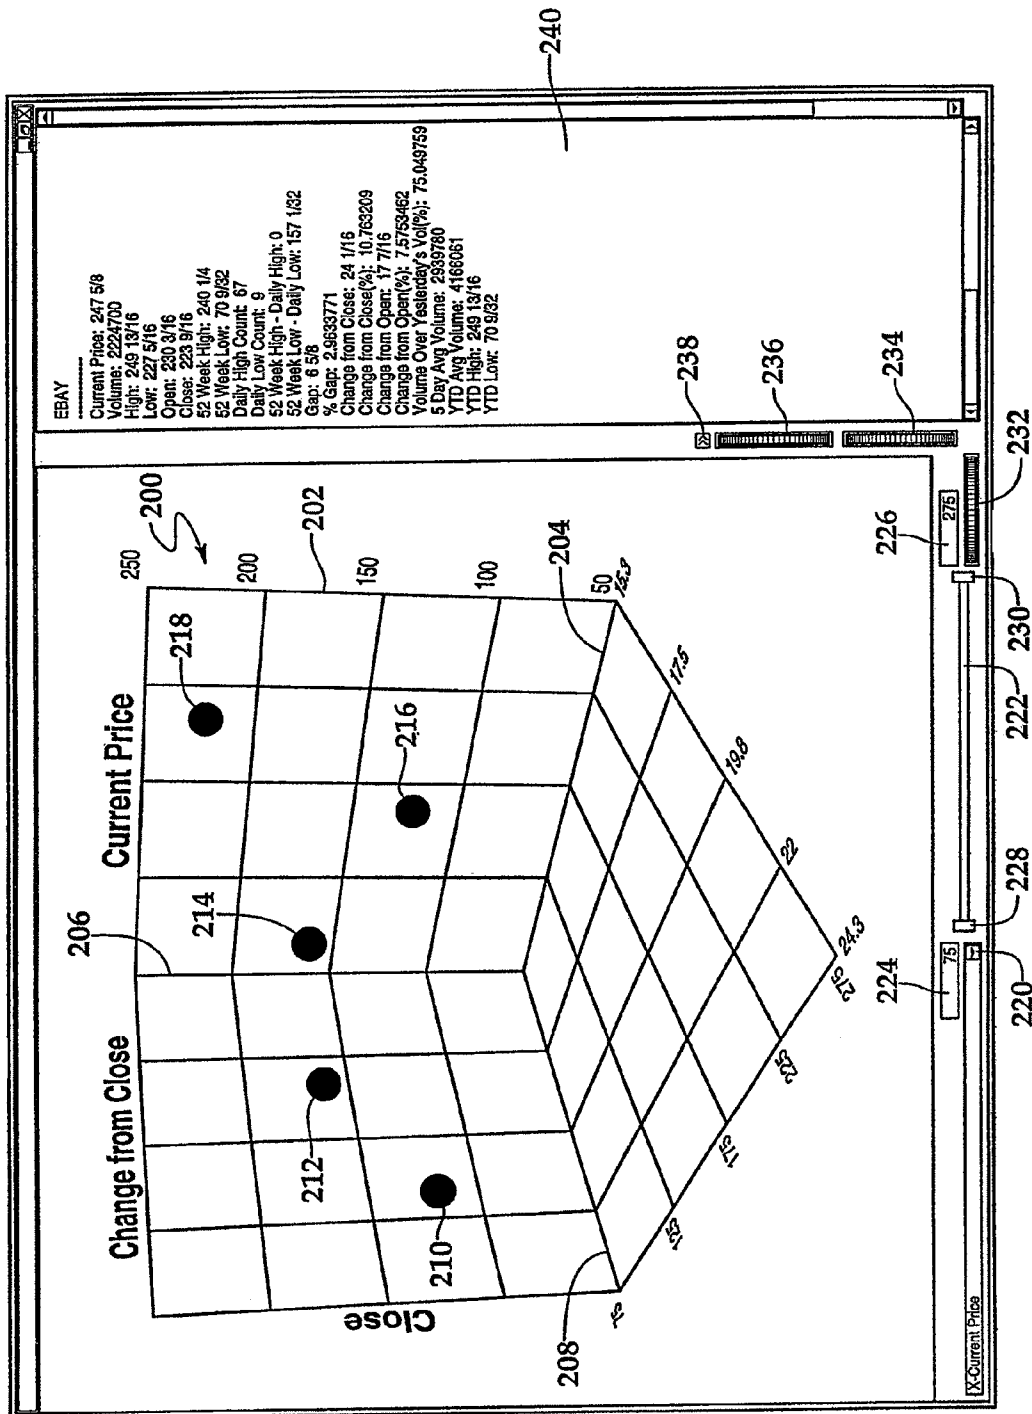 EBAY
Current Price: 247 5/8
Volume: 2224700
High: 249 13/16
Low: 227 5/16
Open: 230 3/16
Close: 223 9/16
52 Week High: 240 1/4
52 Week Low: 70 9/32
Daily High Count: 67
Daily Low Count: 9
52 Week High - Daily High: 0
52 Week Low - Daily Low: 157 1/32
Gap: 6 5/8
% Gap: 2.9633771
Change from Close: 24 1/16
Change from Close(%): 10.763209
Change from Open: 17 7/16
Change from Open(%): 7.5753462
Volume Over Yesterday's Vol(%): 75.049759
5 Day Avg Volume: 2939780
YTD Avg Volume: 4166061
YTD High: 249 13/16
YTD Low: 70 9/32
240
238
236
234
232
Change from Close
Current Price
Close
206
218
200
250
200
202
150
100
50
216
214
212
210
204
208
15.3
17.5
19.8
22
24.3
75
125
175
225
275
224
75
226
275
X-Current Price
220
228
222
230